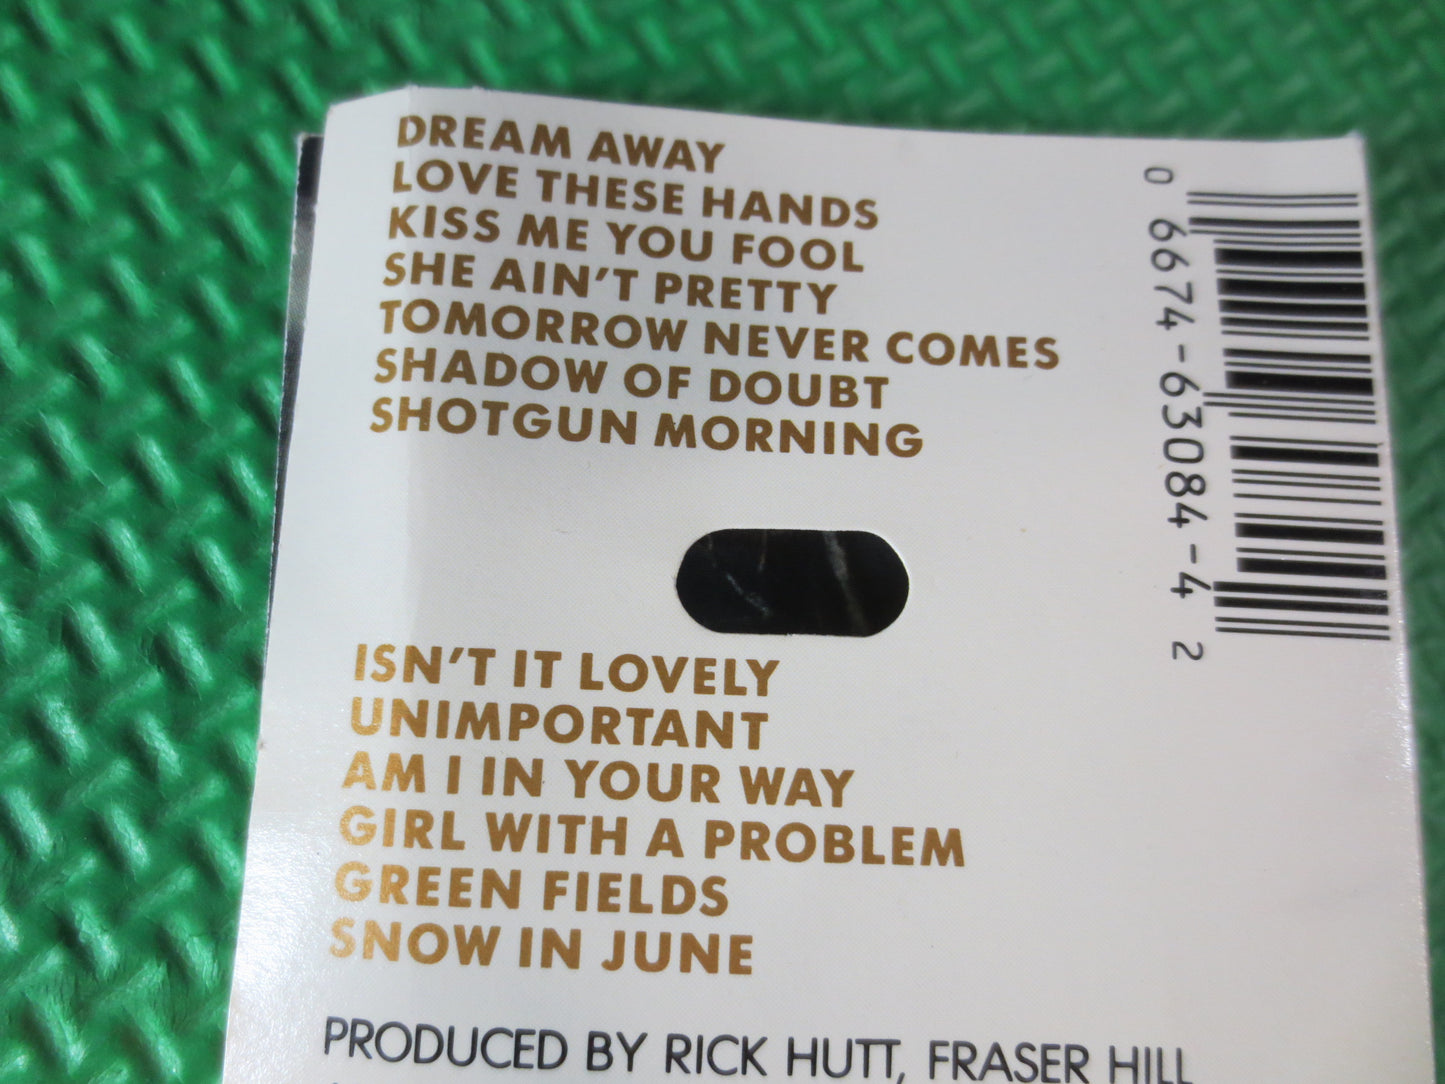 DREAM AWAY
LOVE THESE HANDS
KISS ME YOU FOOL
SHE AIN'T PRETTY
TOMORROW NEVER COMES
SHADOW OF DOUBT
SHOTGUN MORNING
0 6674-63084-4 2
ISN'T IT LOVELY
UNIMPORTANT
AM I IN YOUR WAY
GIRL WITH A PROBLEM
GREEN FIELDS
SNOW IN JUNE
PRODUCED BY RICK HUTT, FRASER HILL